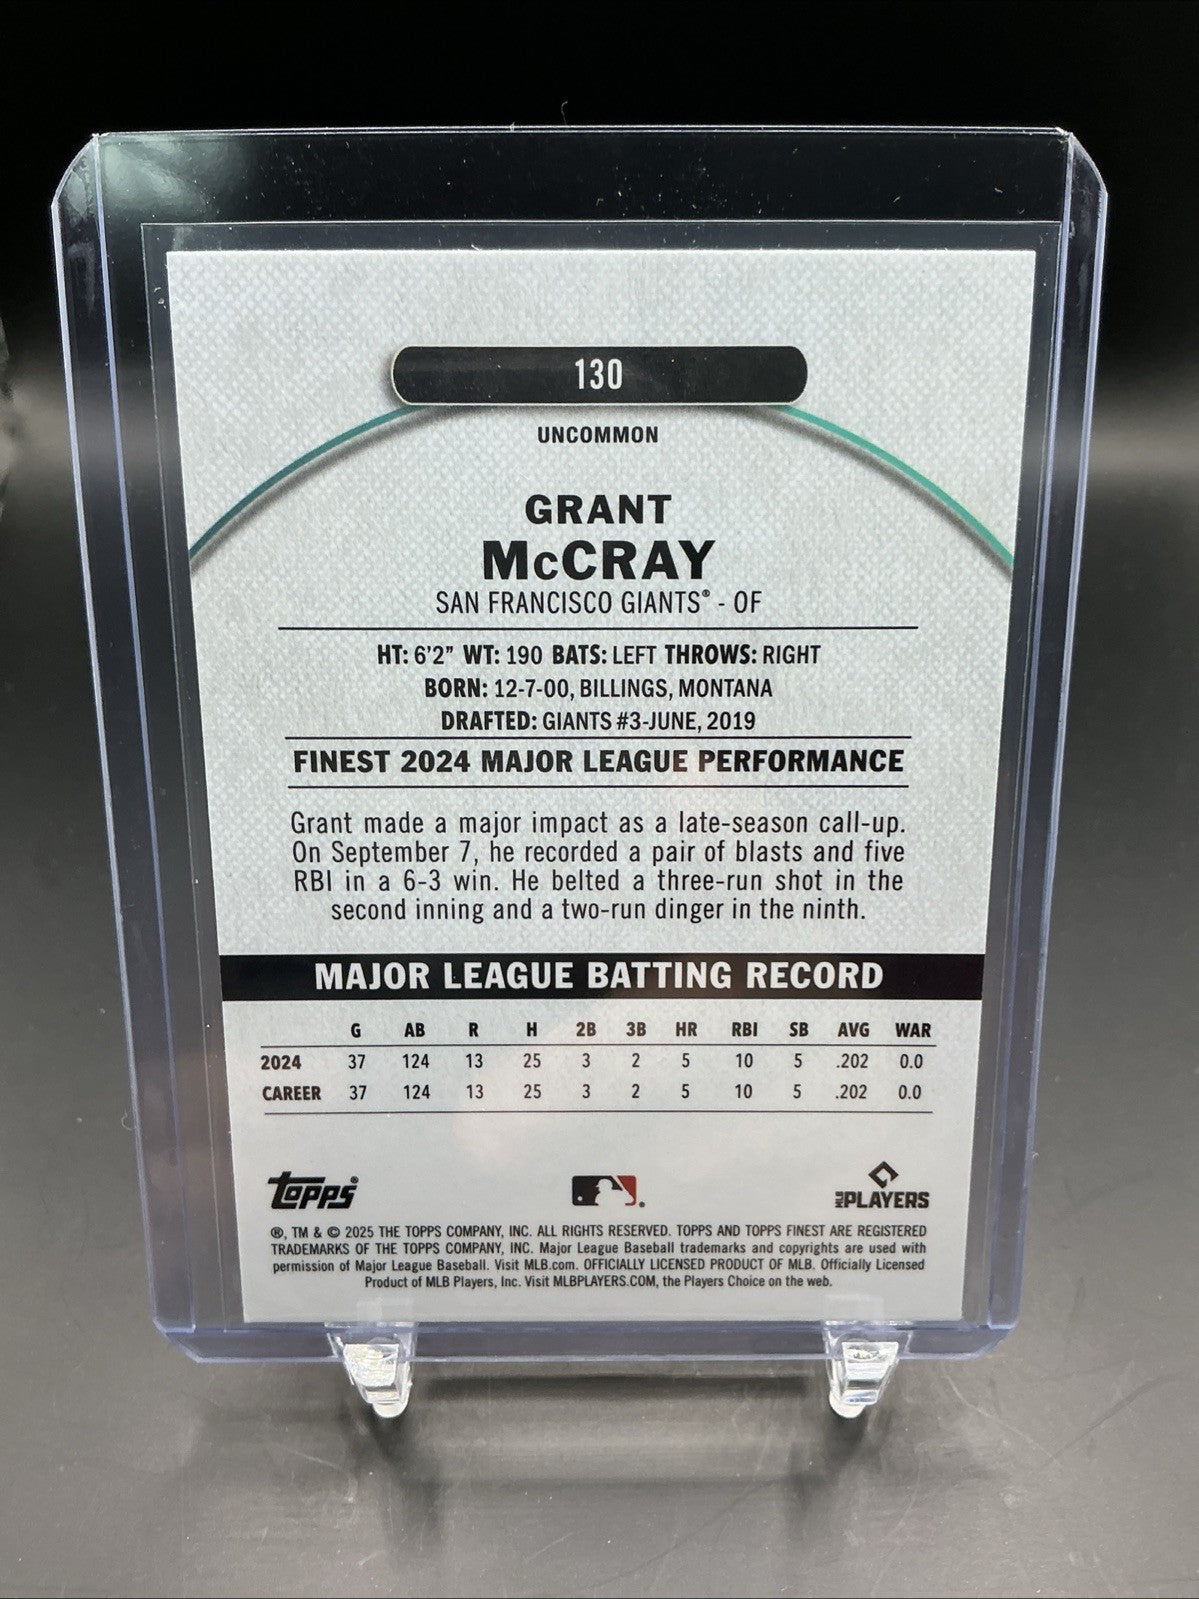 130
UNCOMMON
GRANT
McCRAY
SAN FRANCISCO GIANTS® - OF
HT: 6'2" WT: 190 BATS: LEFT THROWS: RIGHT
BORN: 12-7-00, BILLINGS, MONTANA
DRAFTED: GIANTS #3-JUNE, 2019
FINEST 2024 MAJOR LEAGUE PERFORMANCE
Grant made a major impact as a late-season call-up.
On September 7, he recorded a pair of blasts and five
RBI in a 6-3 win. He belted a three-run shot in the
second inning and a two-run dinger in the ninth.
MAJOR LEAGUE BATTING RECORD
G AB R H 2B 3B HR RBI SB AVG WAR
2024 37 124 13 25 3 2 5 10 5 .202 0.0
CAREER 37 124 13 25 3 2 5 10 5 .202 0.0
topps® MLB PLAYERS
®, TM & © 2025 THE TOPPS COMPANY, INC. ALL RIGHTS RESERVED. TOPPS AND TOPPS FINEST ARE REGISTERED
TRADEMARKS OF THE TOPPS COMPANY, INC. Major League Baseball trademarks and copyrights are used with
permission of Major League Baseball. Visit MLB.com. OFFICIALLY LICENSED PRODUCT OF MLB. Officially Licensed
Product of MLB Players, Inc. Visit MLBPLAYERS.COM, the Players Choice on the web.